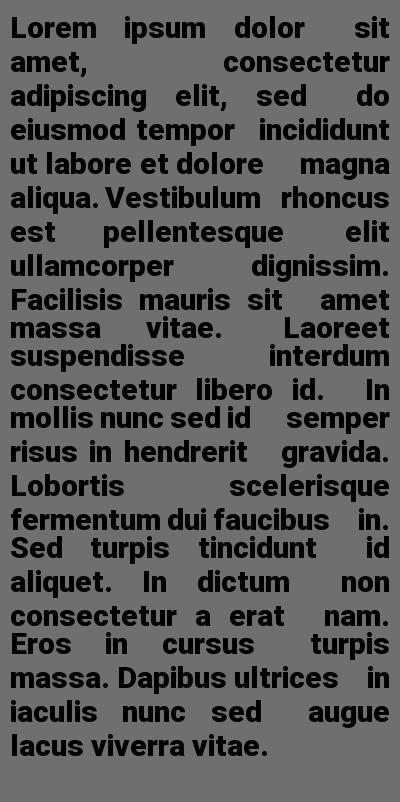 Lorem ipsum dolor sit
amet, consectetur
adipiscing elit, sed do
eiusmod tempor incididunt
ut labore et dolore magna
aliqua. Vestibulum rhoncus
est pellentesque elit
ullamcorper dignissim.
Facilisis mauris sit amet
massa vitae. Laoreet
suspendisse interdum
consectetur libero id. In
mollis nunc sed id semper
risus in hendrerit gravida.
Lobortis scelerisque
fermentum dui faucibus in.
Sed turpis tincidunt id
aliquet. In dictum non
consectetur a erat nam.
Eros in cursus turpis
massa. Dapibus ultrices in
iaculis nunc sed augue
lacus viverra vitae.